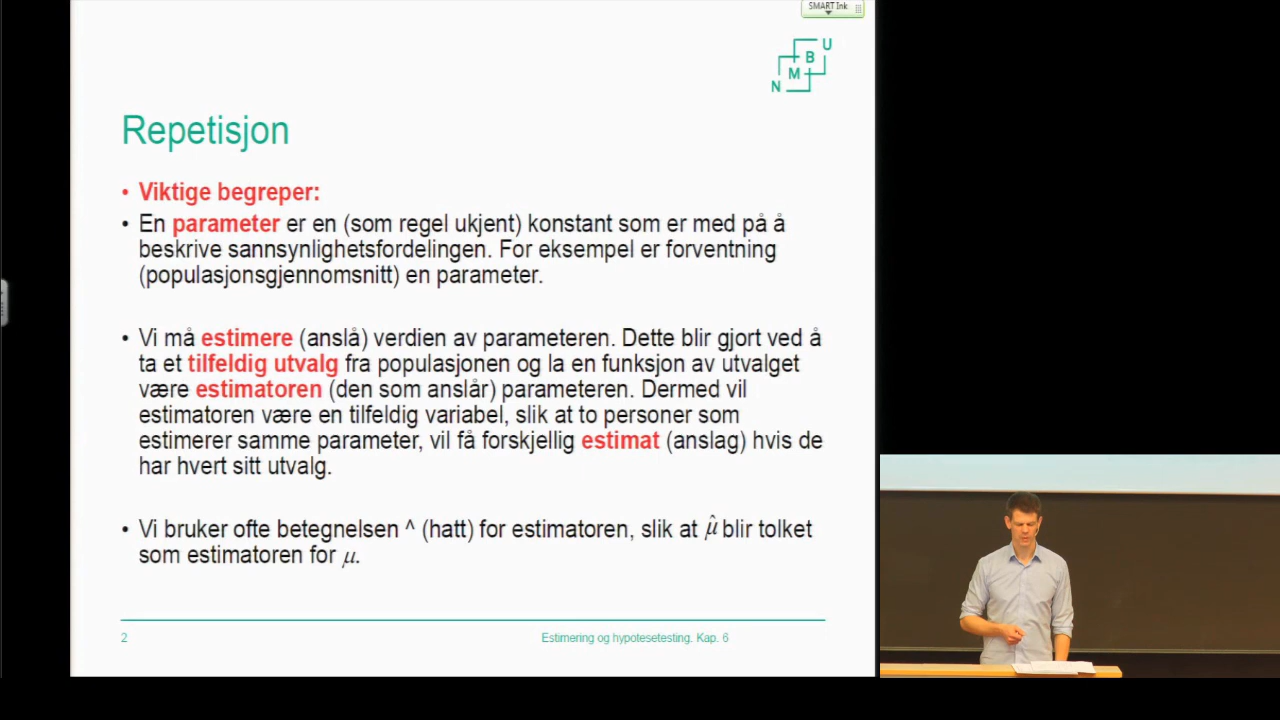 SMART Ink
U
B
M
N
Repetisjon
• Viktige begreper:
• En parameter er en (som regel ukjent) konstant som er med på å
beskrive sannsynlighetsfordelingen. For eksempel er forventning
(populasjonsgjennomsnitt) en parameter.
• Vi må estimere (anslå) verdien av parameteren. Dette blir gjort ved å
ta et tilfeldig utvalg fra populasjonen og la en funksjon av utvalget
være estimatoren (den som anslår) parameteren. Dermed vil
estimatoren være en tilfeldig variabel, slik at to personer som
estimerer samme parameter, vil få forskjellig estimat (anslag) hvis de
har hvert sitt utvalg.
• Vi bruker ofte betegnelsen ^ (hatt) for estimatoren, slik at μ̂ blir tolket
som estimatoren for μ.
2
Estimering og hypotesetesting. Kap. 6